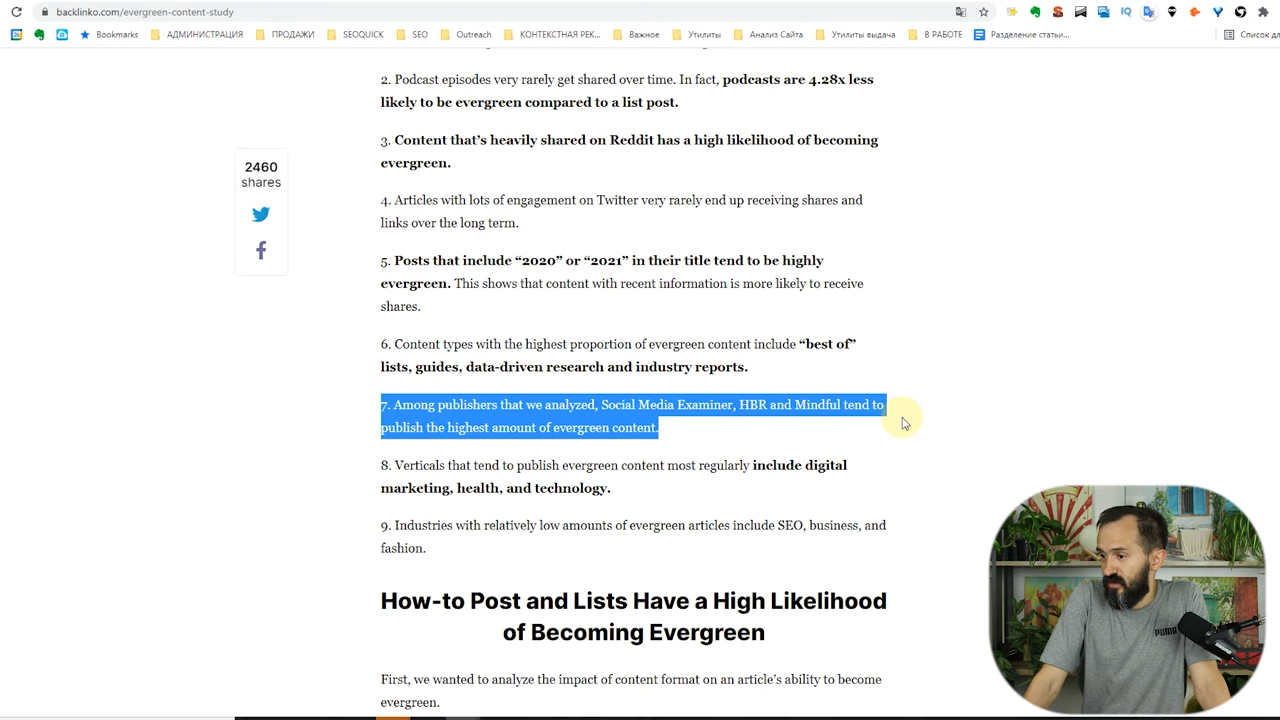 backlinko.com/evergreen-content-study
Bookmarks АДМИНИСТРАЦИЯ ПРОДАЖИ SEOQUICK SEO Outreach КОНТЕКСТНАЯ РЕК... Важное Утилиты Анализ Сайта Утилиты выдача В РАБОТЕ Разделение статьи... Список дл
2. Podcast episodes very rarely get shared over time. In fact, podcasts are 4.28x less
likely to be evergreen compared to a list post.
3. Content that’s heavily shared on Reddit has a high likelihood of becoming
evergreen.
2460
shares
4. Articles with lots of engagement on Twitter very rarely end up receiving shares and
links over the long term.
5. Posts that include “2020” or “2021” in their title tend to be highly
evergreen. This shows that content with recent information is more likely to receive
shares.
6. Content types with the highest proportion of evergreen content include “best of”
lists, guides, data-driven research and industry reports.
7. Among publishers that we analyzed, Social Media Examiner, HBR and Mindful tend to
publish the highest amount of evergreen content.
8. Verticals that tend to publish evergreen content most regularly include digital
marketing, health, and technology.
9. Industries with relatively low amounts of evergreen articles include SEO, business, and
fashion.
How-to Post and Lists Have a High Likelihood
of Becoming Evergreen
First, we wanted to analyze the impact of content format on an article’s ability to become
evergreen.
PUMA